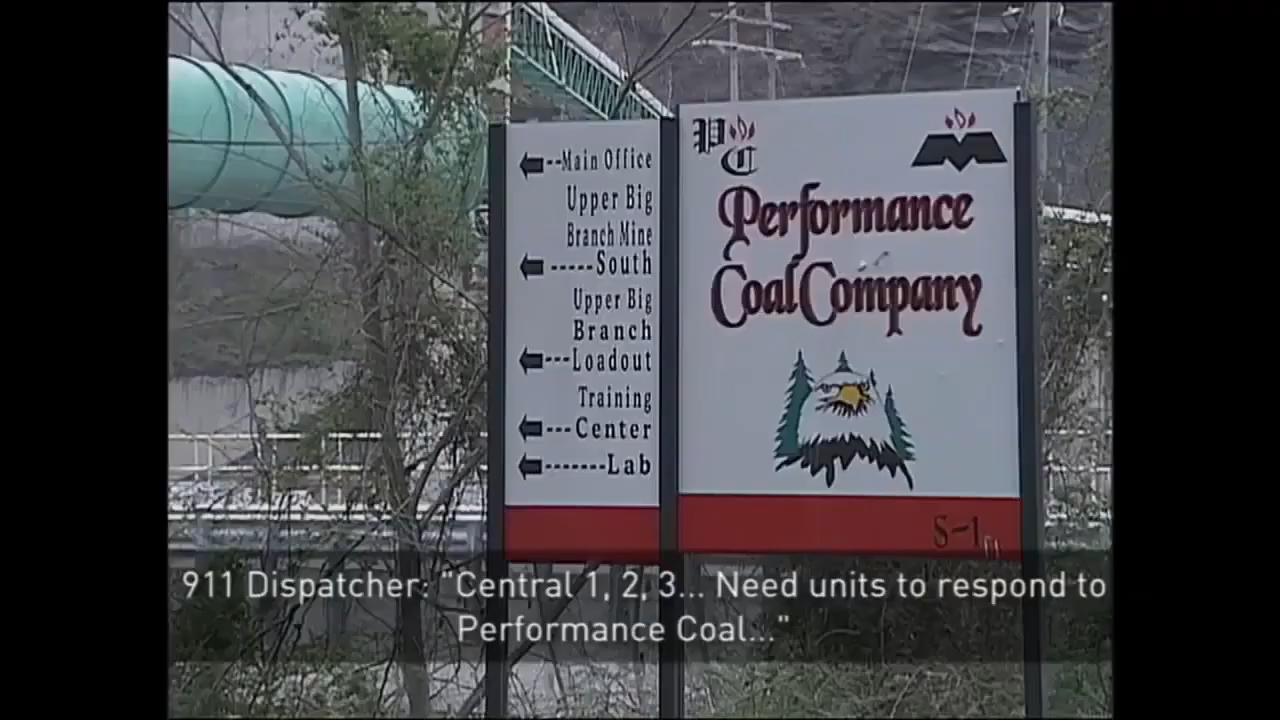 Main Office
Upper Big
Branch Mine
South
Upper Big
Branch
Loadout
Training
Center
Lab
PC
M
Performance
Coal Company
S-1
911 Dispatcher: "Central 1, 2, 3... Need units to respond to
Performance Coal..."